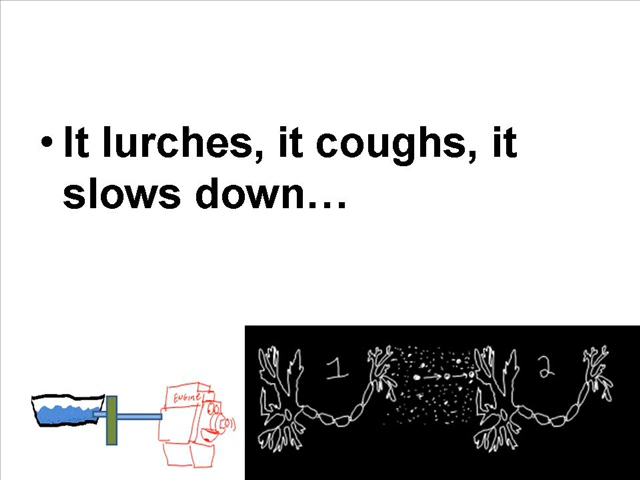 • It lurches, it coughs, it
slows down…
ENGINE
1
2